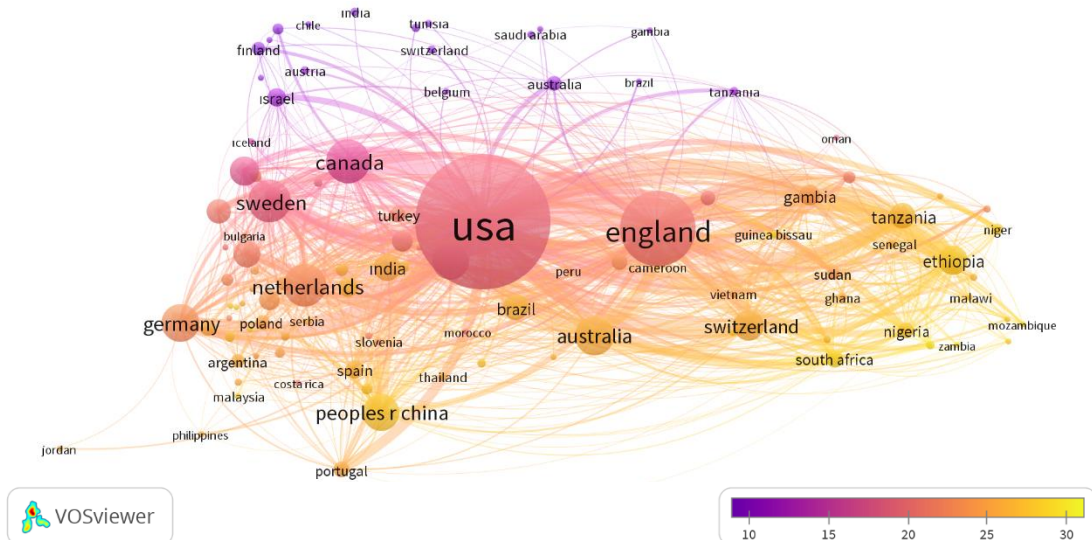 india
chile
tunisia
saudi arabia
gambia
finland
switzerland
austria
israel
belgium
australia
brazil
tanzania
iceland
oman
canada
sweden
gambia
turkey
usa
england
tanzania
bulgaria
guinea bissau
senegal
niger
india
peru
cameroon
sudan
ethiopia
netherlands
vietnam
ghana
malawi
germany
poland
serbia
brazil
morocco
australia
switzerland
nigeria
mozambique
slovenia
zambia
argentina
spain
thailand
south africa
costa rica
malaysia
peoples r china
philippines
jordan
portugal
VOSviewer
10 15 20 25 30